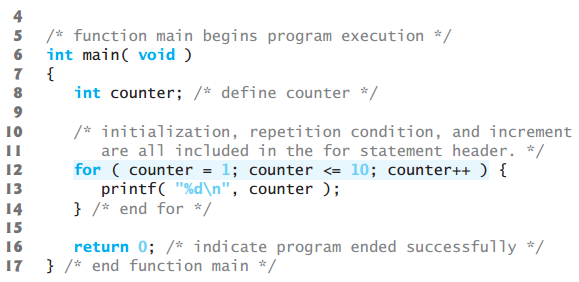 4
5 /* function main begins program execution */
6 int main( void )
7 {
8 int counter; /* define counter */
9
10 /* initialization, repetition condition, and increment
11 are all included in the for statement header. */
12 for ( counter = 1; counter <= 10; counter++ ) {
13 printf( "%d\n", counter );
14 } /* end for */
15
16 return 0; /* indicate program ended successfully */
17 } /* end function main */